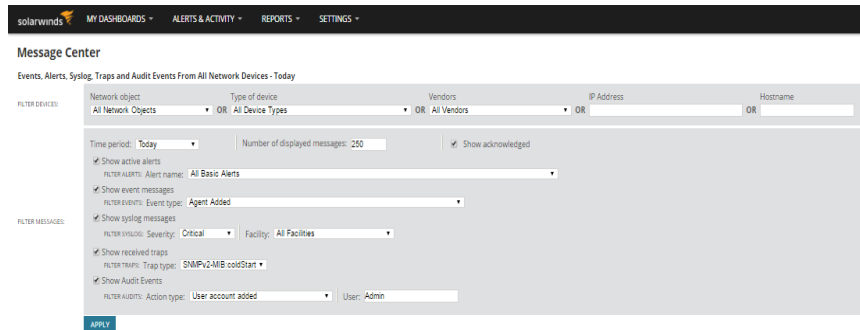 solarwinds MY DASHBOARDS ALERTS & ACTIVITY REPORTS SETTINGS
Message Center
Events, Alerts, Syslog, Traps and Audit Events From All Network Devices - Today
Network object Type of device Vendors IP Address Hostname
FILTER DEVICES: All Network Objects OR All Device Types OR All Vendors OR OR
Time period: Today Number of displayed messages: 250 Show acknowledged
Show active alerts
FILTER ALERTS: Alert name: All Basic Alerts
Show event messages
FILTER EVENTS: Event type: Agent Added
FILTER MESSAGES: Show syslog messages
FILTER SYSLOG: Severity: Critical Facility: All Facilities
Show received traps
FILTER TRAPS: Trap type: SNMPv2-MIB:coldStart
Show Audit Events
FILTER AUDITS: Action type: User account added User: Admin
APPLY